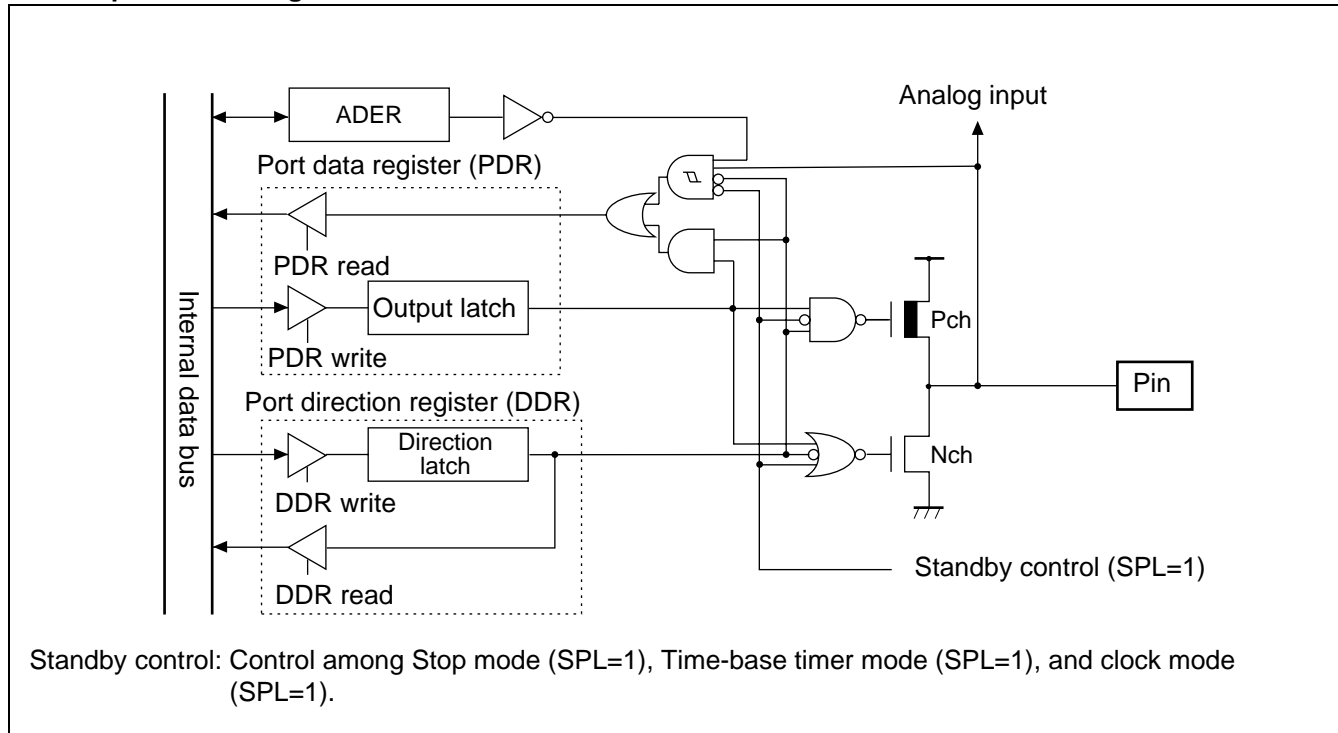 Analog input
ADER
Port data register (PDR)
PDR read
Output latch
PDR write
Pch
Internal data bus
Pin
Port direction register (DDR)
Direction
latch
Nch
DDR write
Standby control (SPL=1)
DDR read
Standby control: Control among Stop mode (SPL=1), Time-base timer mode (SPL=1), and clock mode
(SPL=1).